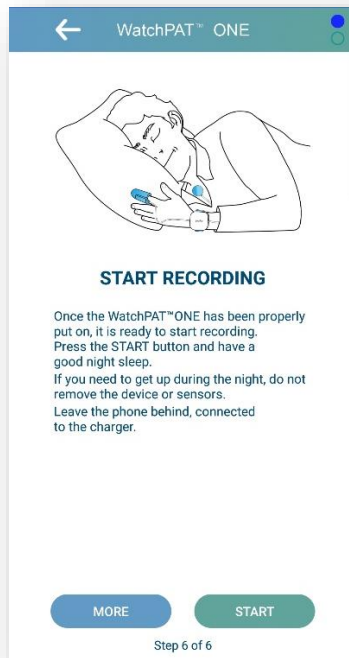 WatchPAT™ ONE
START RECORDING
Once the WatchPAT™ONE has been properly
put on, it is ready to start recording.
Press the START button and have a
good night sleep.
If you need to get up during the night, do not
remove the device or sensors.
Leave the phone behind, connected
to the charger.
MORE
START
Step 6 of 6